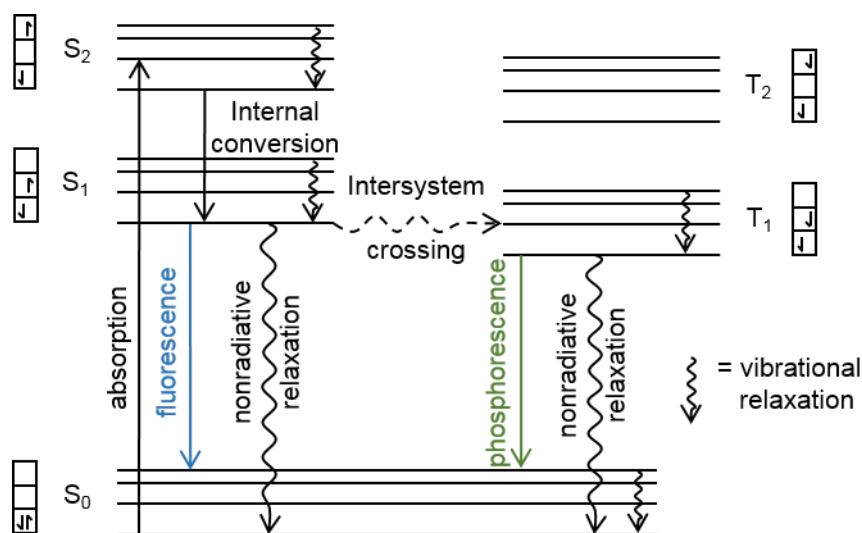 S2
Internal
conversion
T2
S1
Intersystem
crossing
T1
absorption
fluorescence
nonradiative
relaxation
phosphorescence
nonradiative
relaxation
= vibrational
relaxation
S0